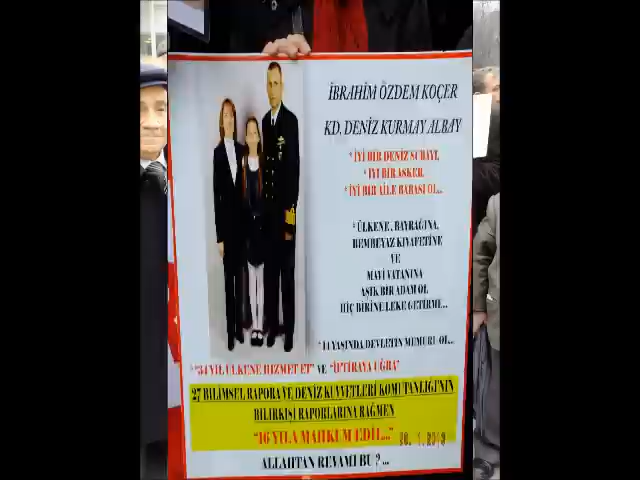 İBRAHİM ÖZDEM KOÇER
KD. DENİZ KURMAY ALBAY
* İYİ BİR DENİZ SUBAYI,
* İYİ BİR ASKER,
* İYİ BİR AİLE BABASI OL...
* ÜLKENE, BAYRAĞINA,
BEMBEYAZ KIYAFETİNE
VE
MAVİ VATANINA
AŞIK BİR ADAM OL
HİÇ BİRİNE LEKE GETİRME...
* 14 YAŞINDA DEVLETİN MEMURU OL...
* "34 YIL ÜLKENE HİZMET ET" VE "İFTİRAYA UĞRA"
27 BİLİMSEL RAPORA VE DENİZ KUVVETLERİ KOMUTANLIĞI'NIN
BİLİRKİŞİ RAPORLARINA RAĞMEN
"16 YILA MAHKUM EDİL..."
ALLAHTAN REVAMI BU ? ...